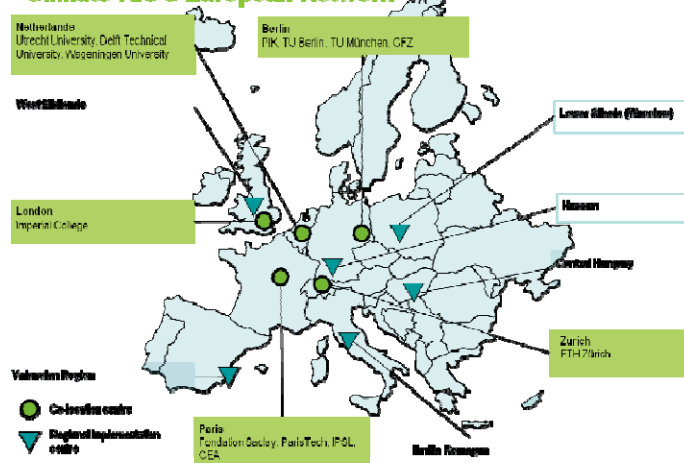 Climate KIC's European Network
Netherlands
Utrecht University, Delft Technical
University, Wageningen University
Berlin
PIK, TU Berlin, TU München, GFZ
West Midlands
Lower Silesia (Wroclaw)
Hessen
London
Imperial College
Central Hungary
Zurich
ETH Zürich
Valencian Region
Co-location centre
Regional Implementation
centre
Paris
Fondation Saclay, ParisTech, IPSL,
CEA
Emilia Romagna